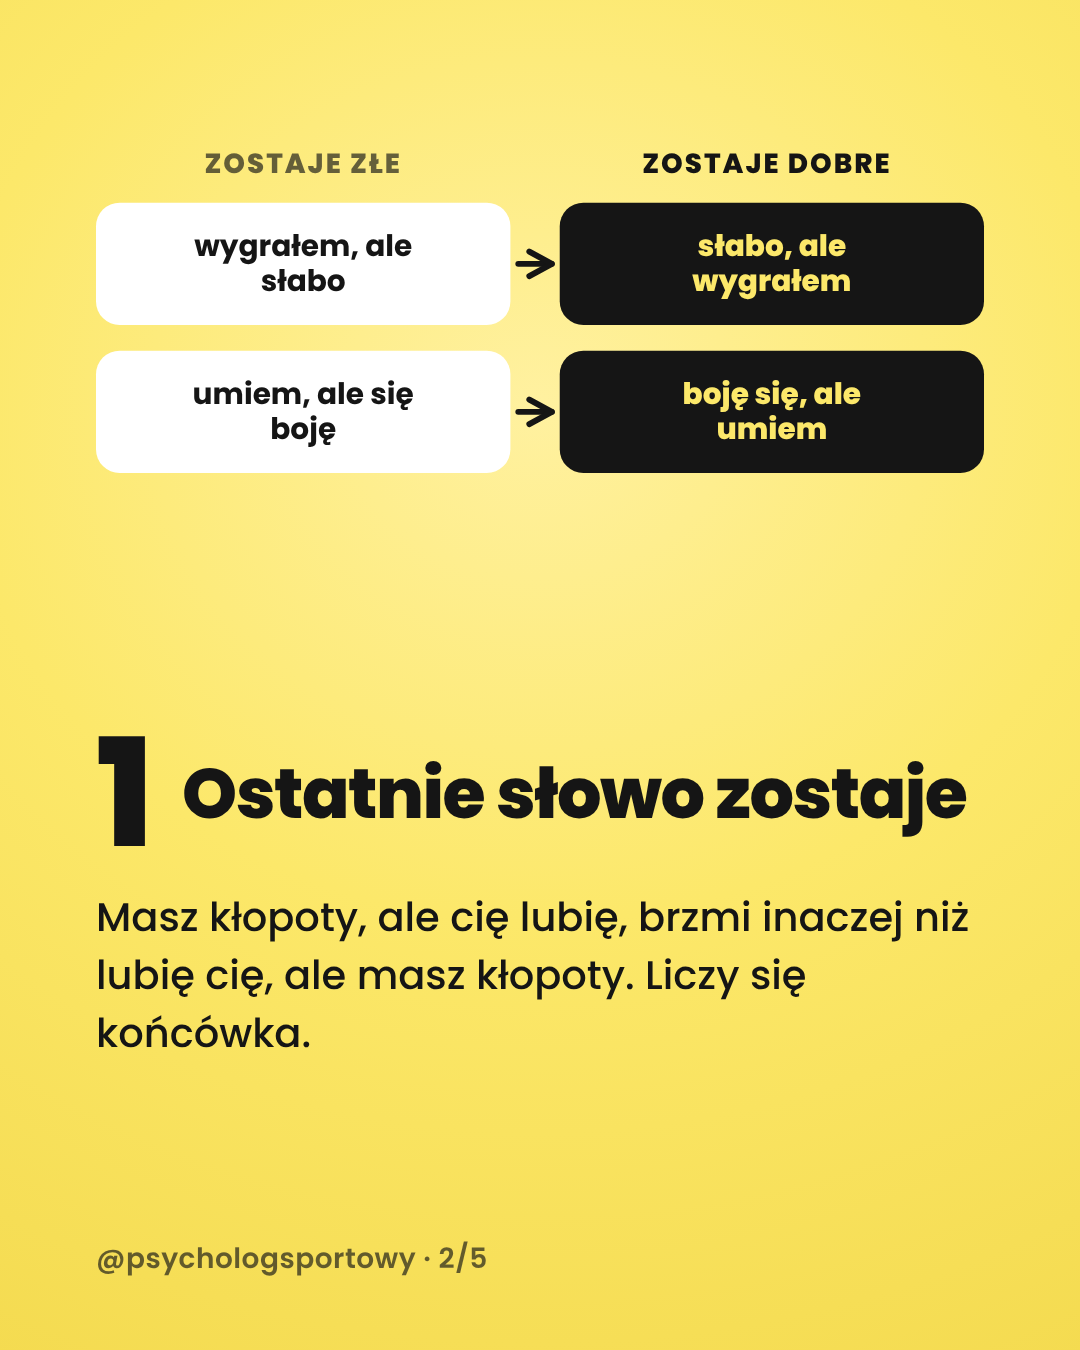 ZOSTAJE ZŁE
ZOSTAJE DOBRE
wygrałem, ale
słabo
słabo, ale
wygrałem
umiem, ale się
boję
boję się, ale
umiem
1 Ostatnie słowo zostaje
Masz kłopoty, ale cię lubię, brzmi inaczej niż
lubię cię, ale masz kłopoty. Liczy się
końcówka.
@psychologsportowy · 2/5